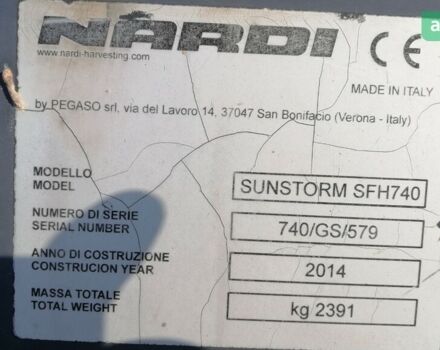 NARDI
CE
www.nardi-harvesting.com
MADE IN ITALY
by PEGASO srl, via del Lavoro 14, 37047 San Bonifacio (Verona - Italy)
MODELLO
MODEL
SUNSTORM SFH740
NUMERO DI SERIE
SERIAL NUMBER
740/GS/579
ANNO DI COSTRUZIONE
CONSTRUCION YEAR
2014
MASSA TOTALE
TOTAL WEIGHT
kg 2391